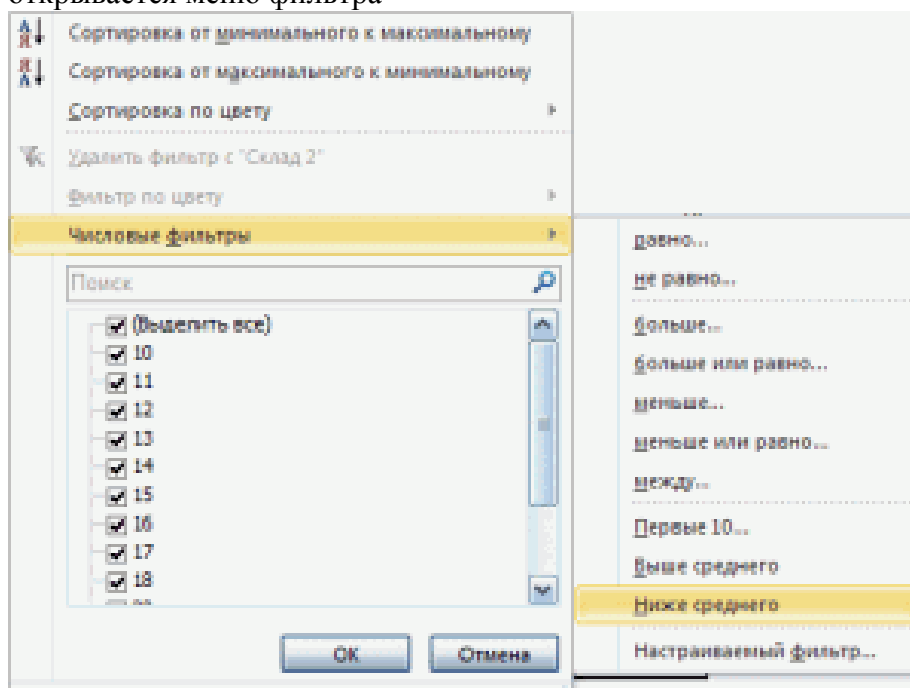 открывается меню фильтра
Сортировка от минимального к максимальному
Сортировка от максимального к минимальному
Сортировка по цвету
Удалить фильтр с "Склад 2"
Фильтр по цвету
Числовые фильтры
Поиск
(Выделить все)
10
11
12
13
14
15
16
17
18
ОК Отмена
равно...
не равно...
больше...
больше или равно...
меньше...
меньше или равно...
между...
Первые 10...
Выше среднего
Ниже среднего
Настраиваемый фильтр...